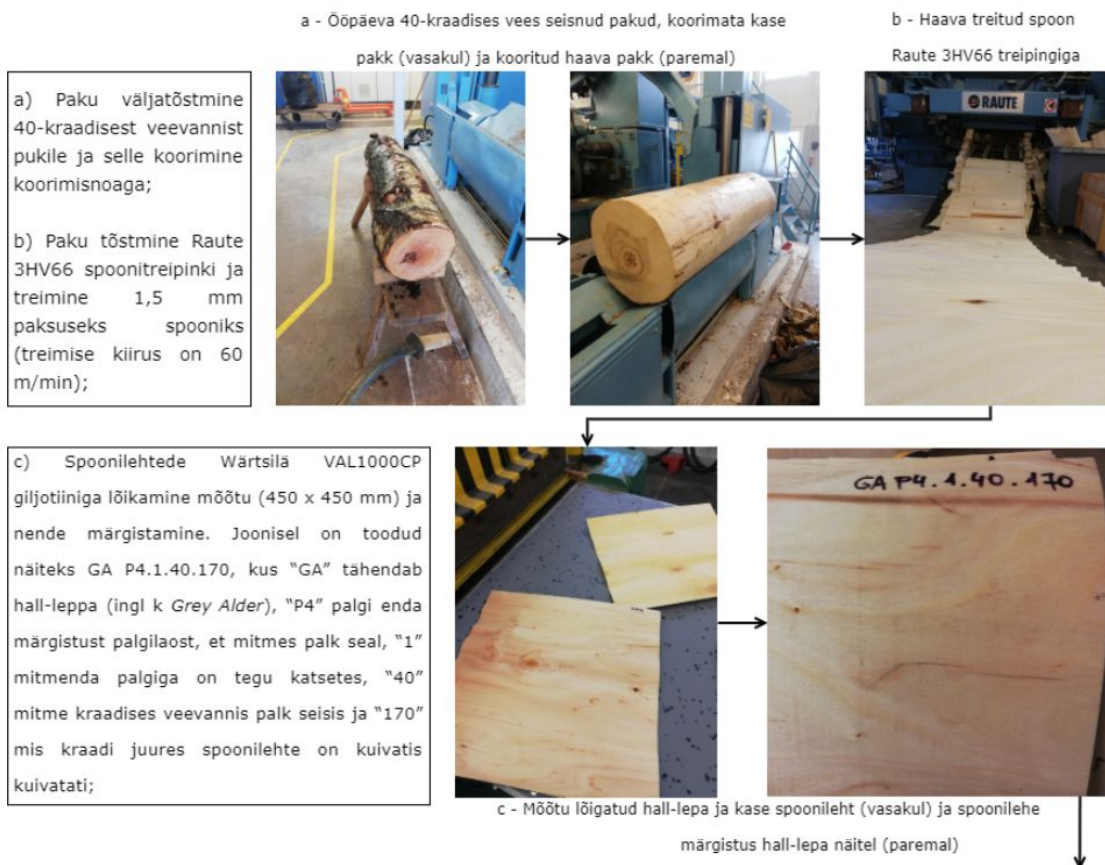 a - Ööpäeva 40-kraadises vees seisnud pakud, koorimata kase
pakk (vasakul) ja kooritud haava pakk (paremal)
b - Haava treitud spoon
Raute 3HV66 treipingiga
a) Paku väljatõstmine
40-kraadisest veevannist
pukile ja selle koorimine
koorimisnoaga;
b) Paku tõstmine Raute
3HV66 spoonitreipinki ja
treimine 1,5 mm
paksuseks spooniks
(treimise kiirus on 60
m/min);
RAUTE
c) Spoonilehtede Wärtsilä VAL1000CP
giljotiiniga lõikamine mõõtu (450 x 450 mm) ja
nende märgistamine. Joonisel on toodud
näiteks GA P4.1.40.170, kus “GA” tähendab
hall-leppa (ingl k Grey Alder), “P4” palgi enda
märgistust palgilaost, et mitmes palk seal, “1”
mitmenda palgiga on tegu katsetes, “40”
mitme kraadises veevannis palk seisis ja “170”
mis kraadi juures spoonilehte on kuivatis
kuivatati;
GA P4.1.40.170
c - Mõõtu lõigatud hall-lepa ja kase spoonileht (vasakul) ja spoonilehe
märgistus hall-lepa näitel (paremal)